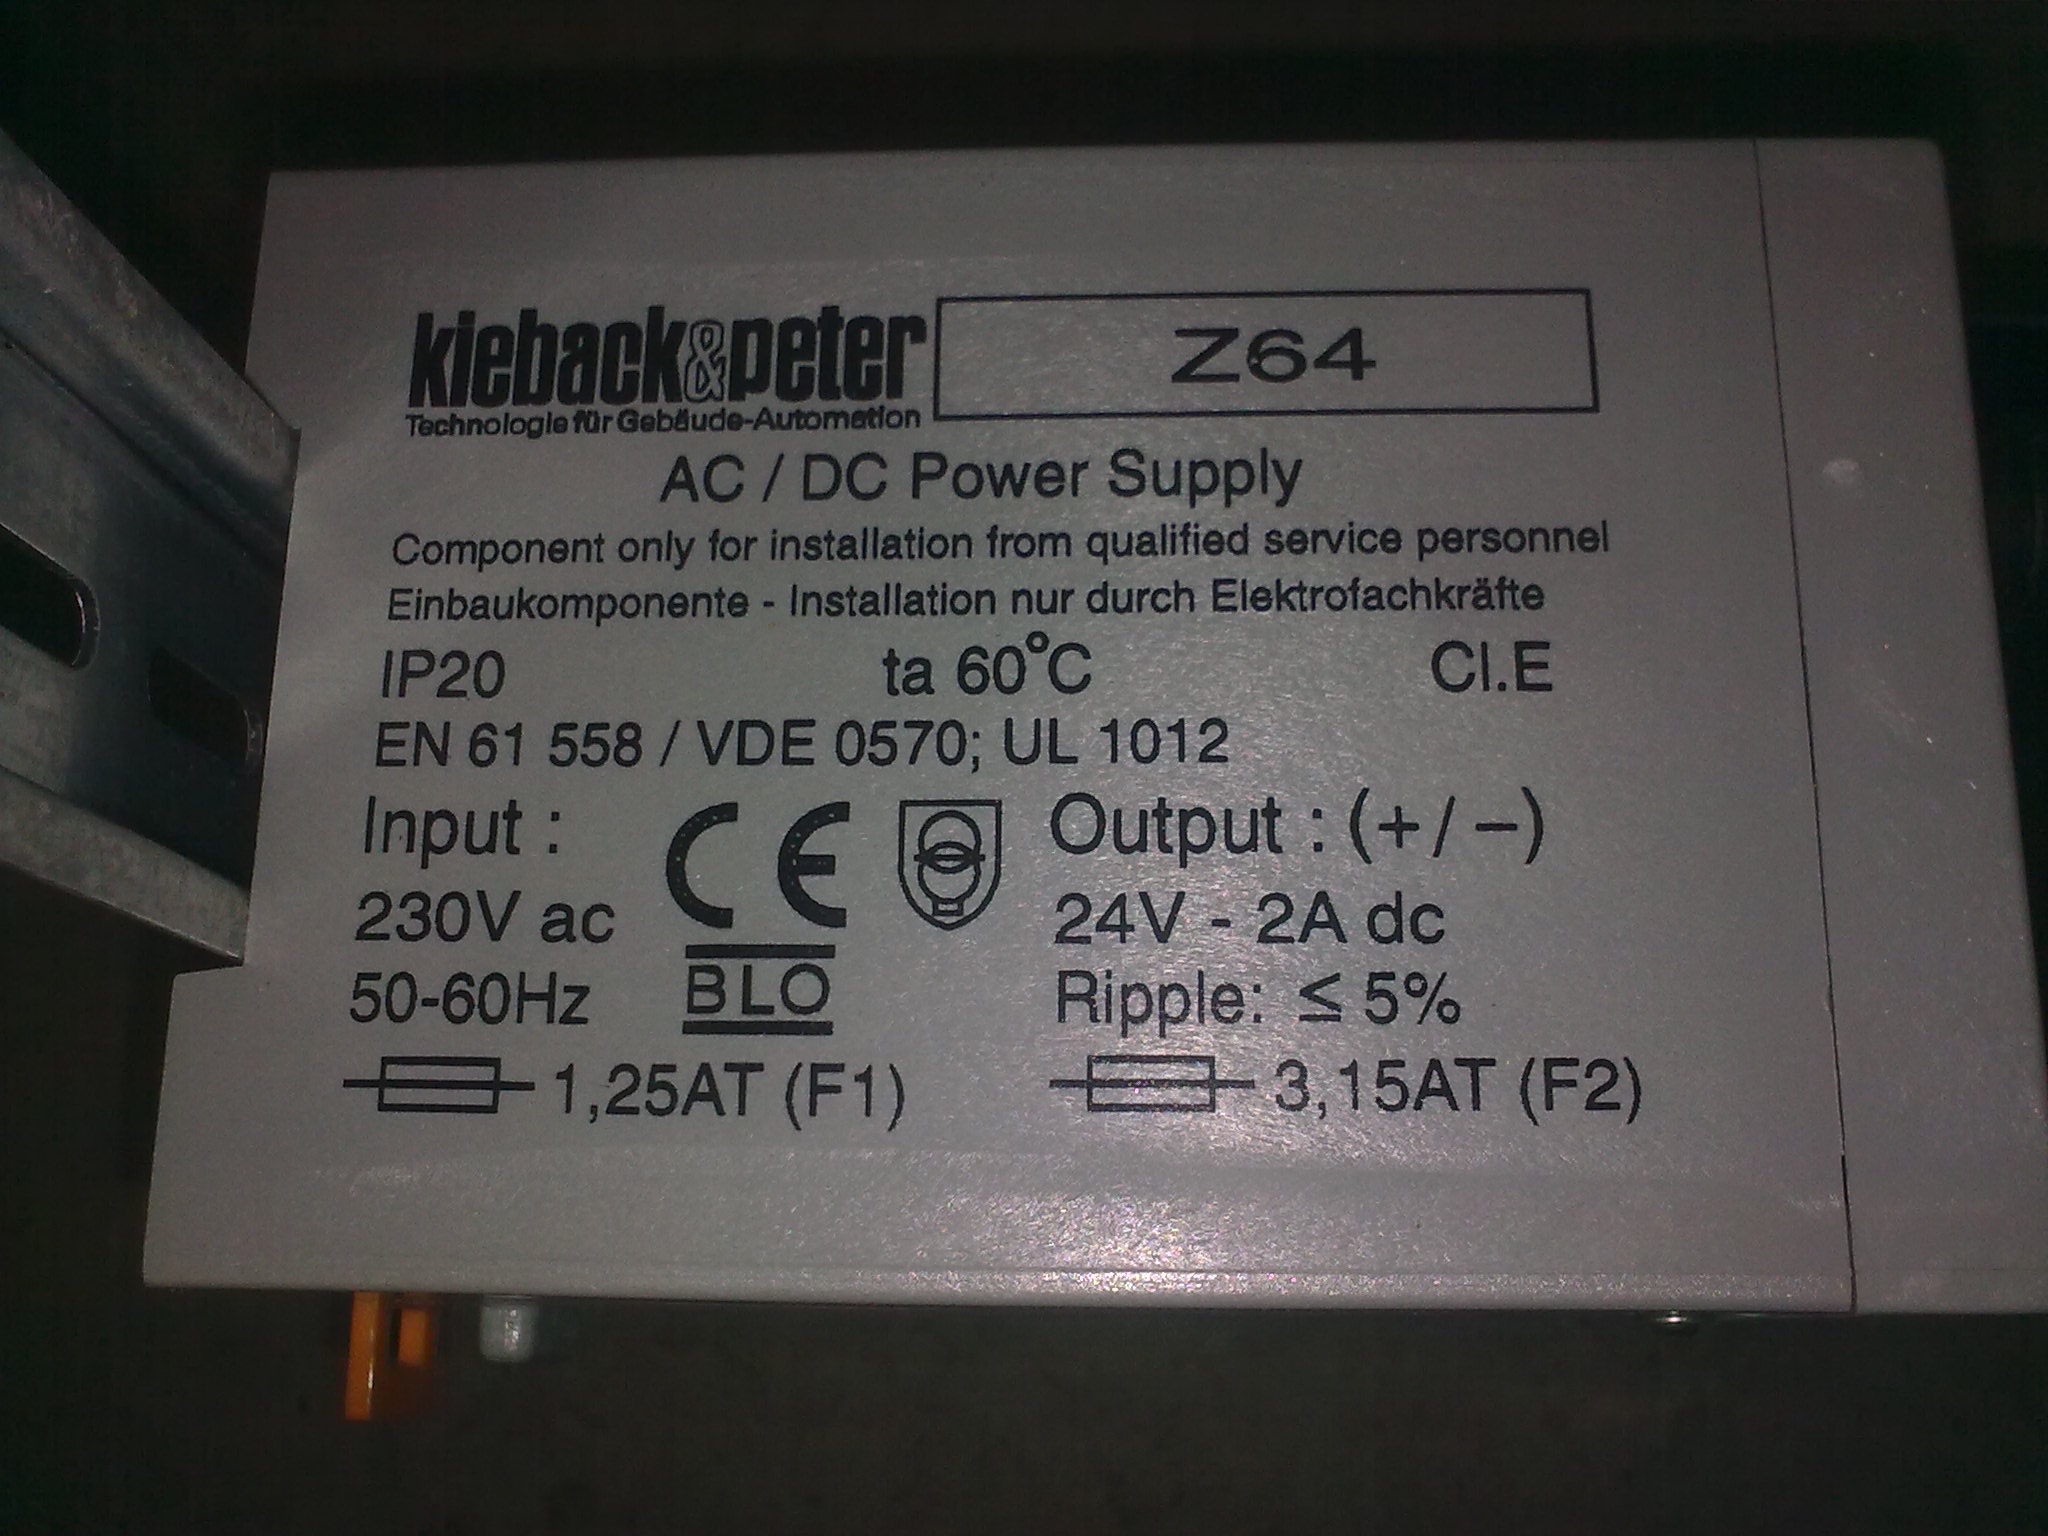 kieback&peter
Technologie für Gebäude-Automation
Z64
AC / DC Power Supply
Component only for installation from qualified service personnel
Einbaukomponente - Installation nur durch Elektrofachkräfte
IP20 ta 60°C Cl.E
EN 61 558 / VDE 0570; UL 1012
Input : CE Output : (+/−)
230V ac 24V - 2A dc
50-60Hz BLO Ripple: ≤ 5%
1,25AT (F1) 3,15AT (F2)